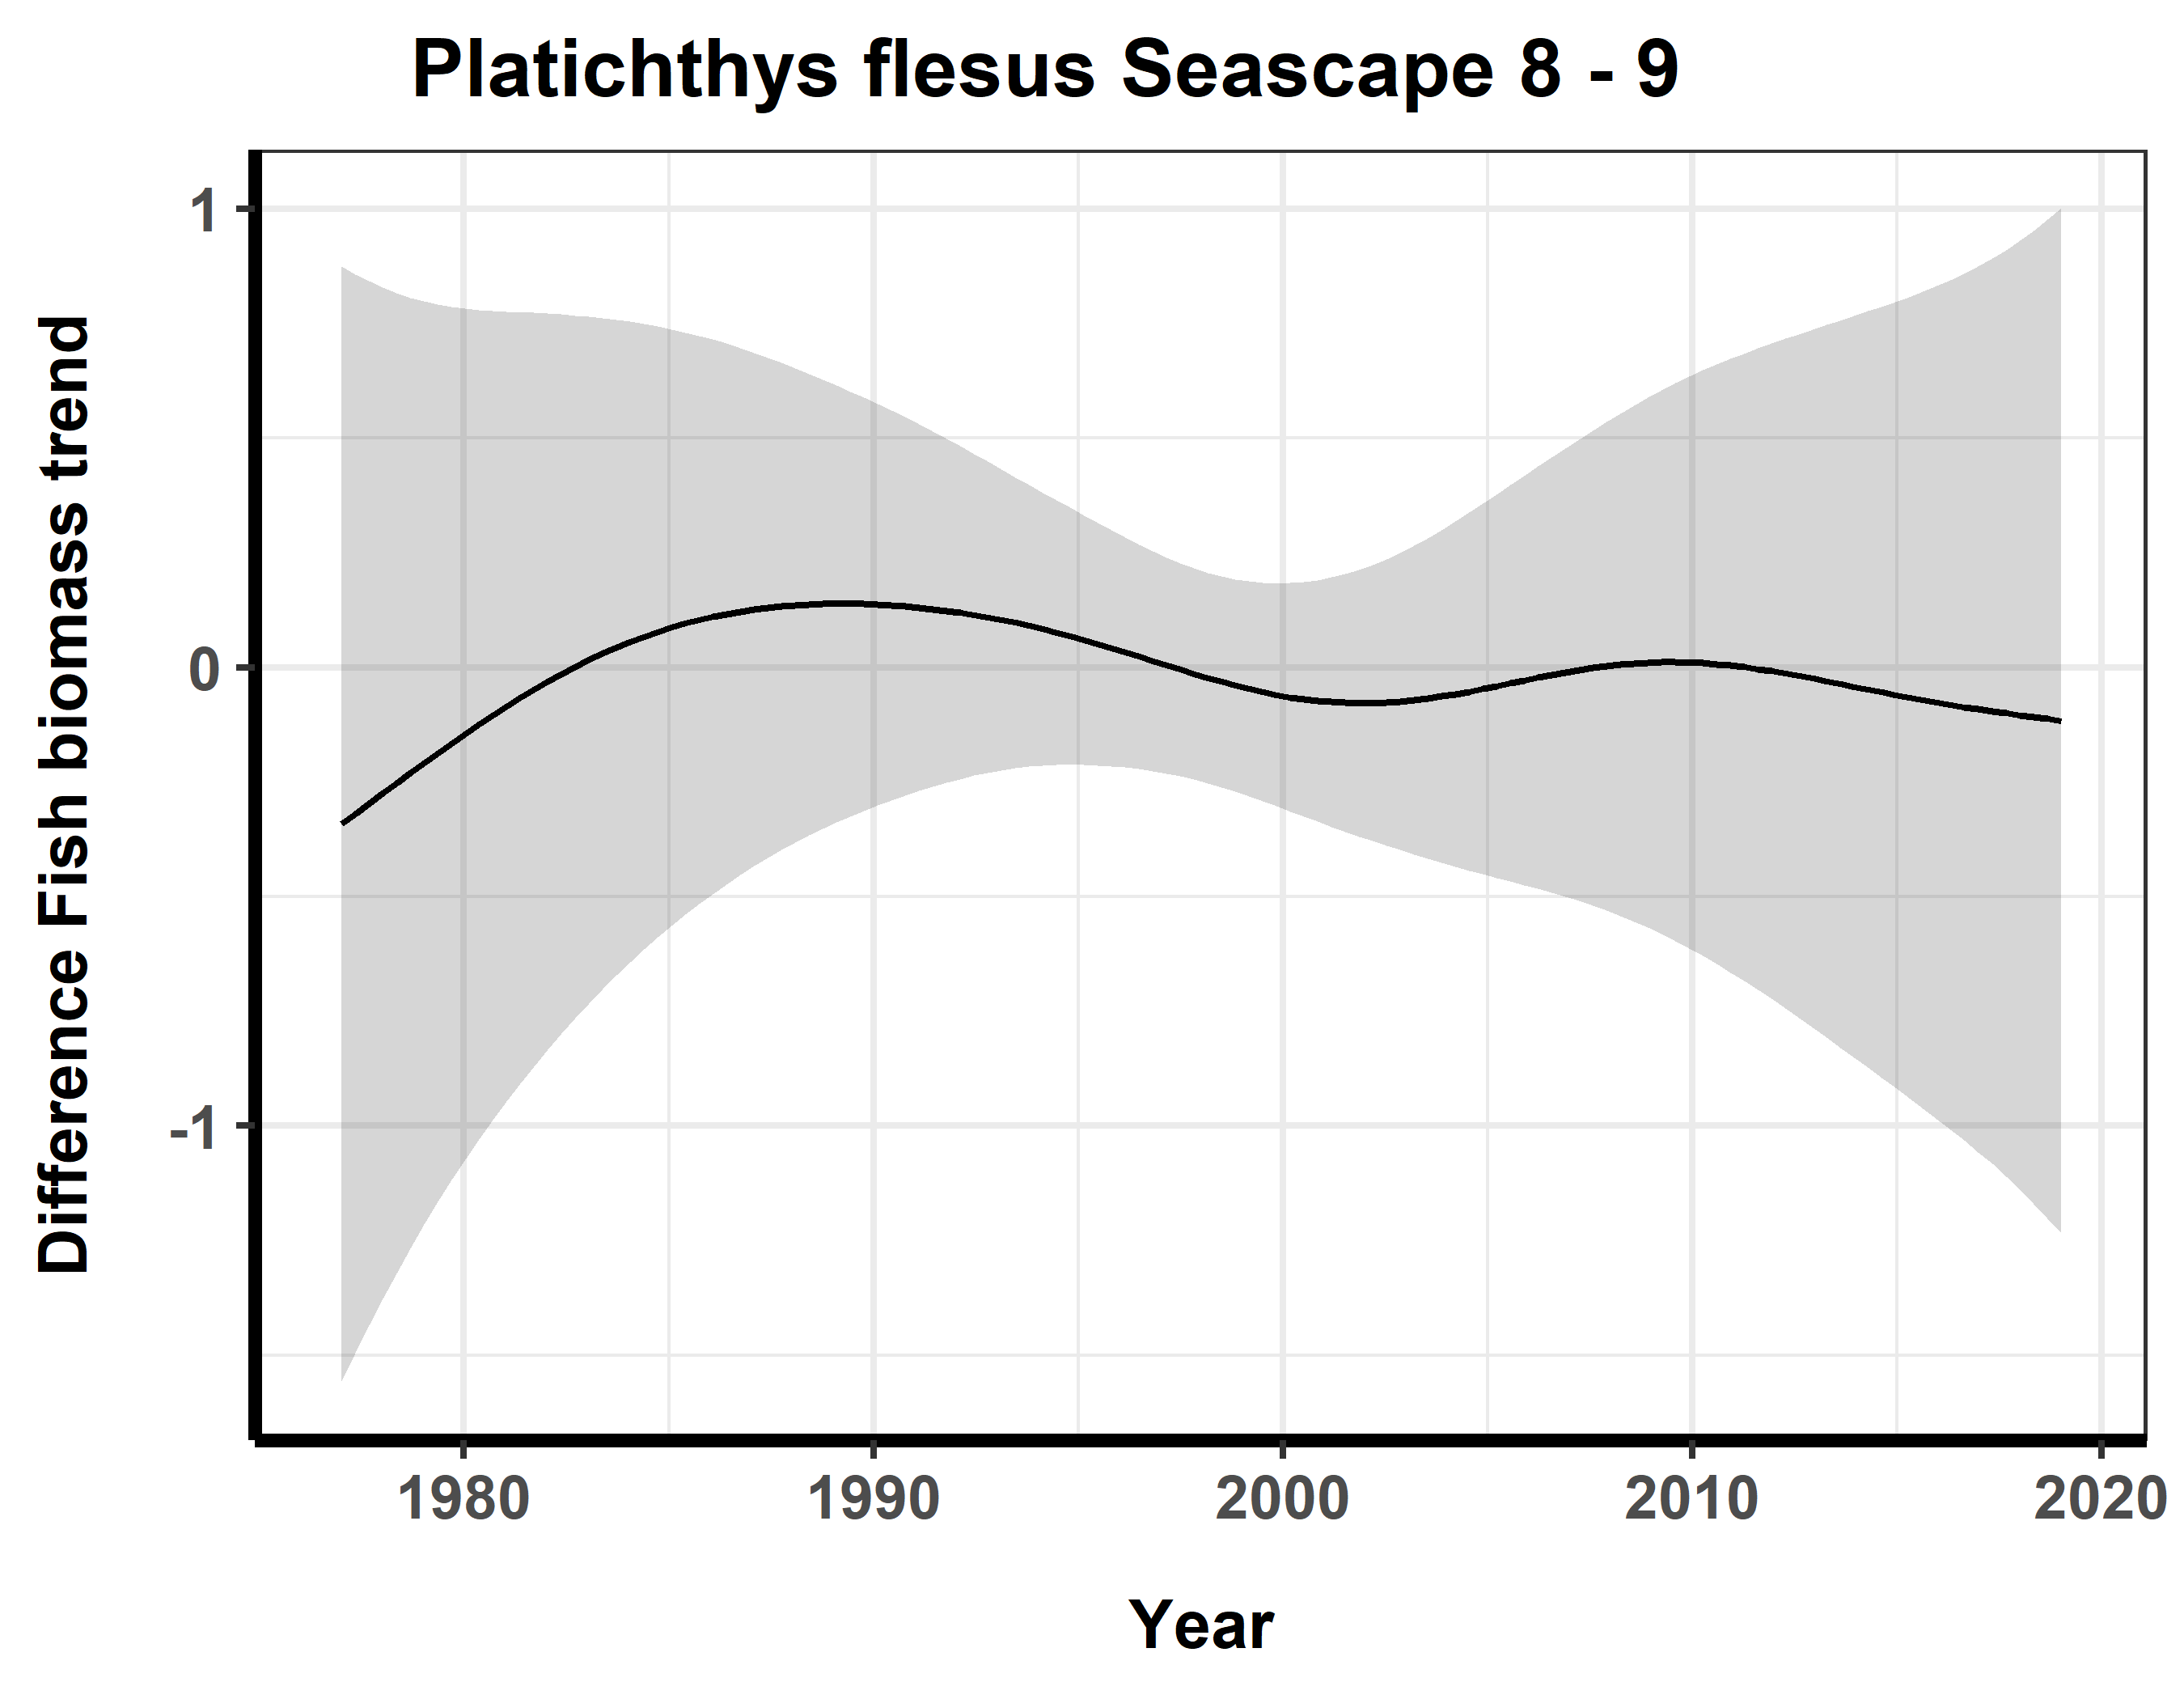 Platichthys flesus Seascape 8 - 9
Difference Fish biomass trend
1
0
-1
1980
1990
2000
2010
2020
Year